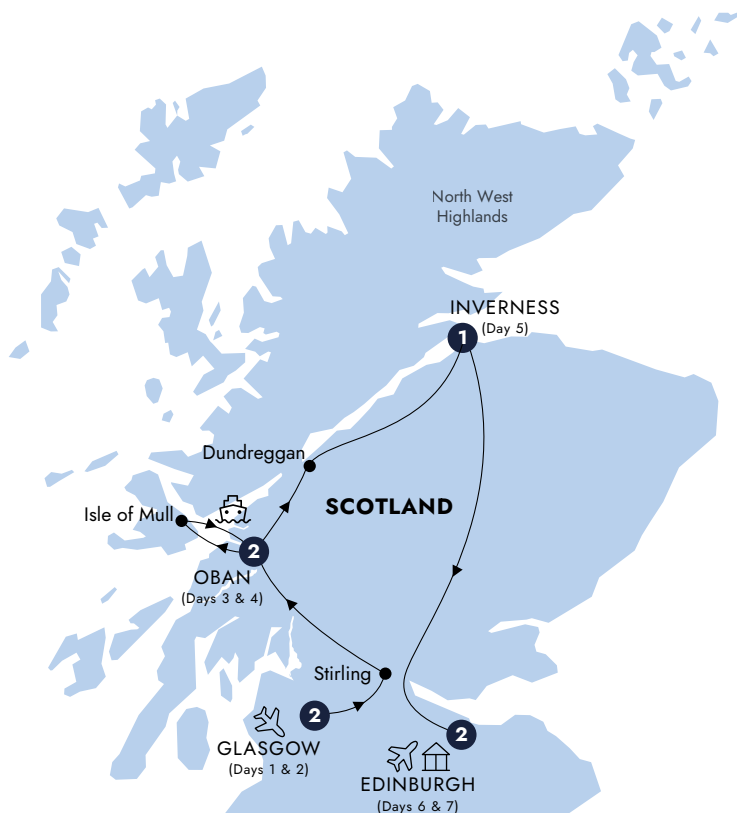 North West
Highlands
INVERNESS
(Day 5)
1
Dundreggan
SCOTLAND
Isle of Mull
2
OBAN
(Days 3 & 4)
Stirling
2
GLASGOW
(Days 1 & 2)
2
EDINBURGH
(Days 6 & 7)